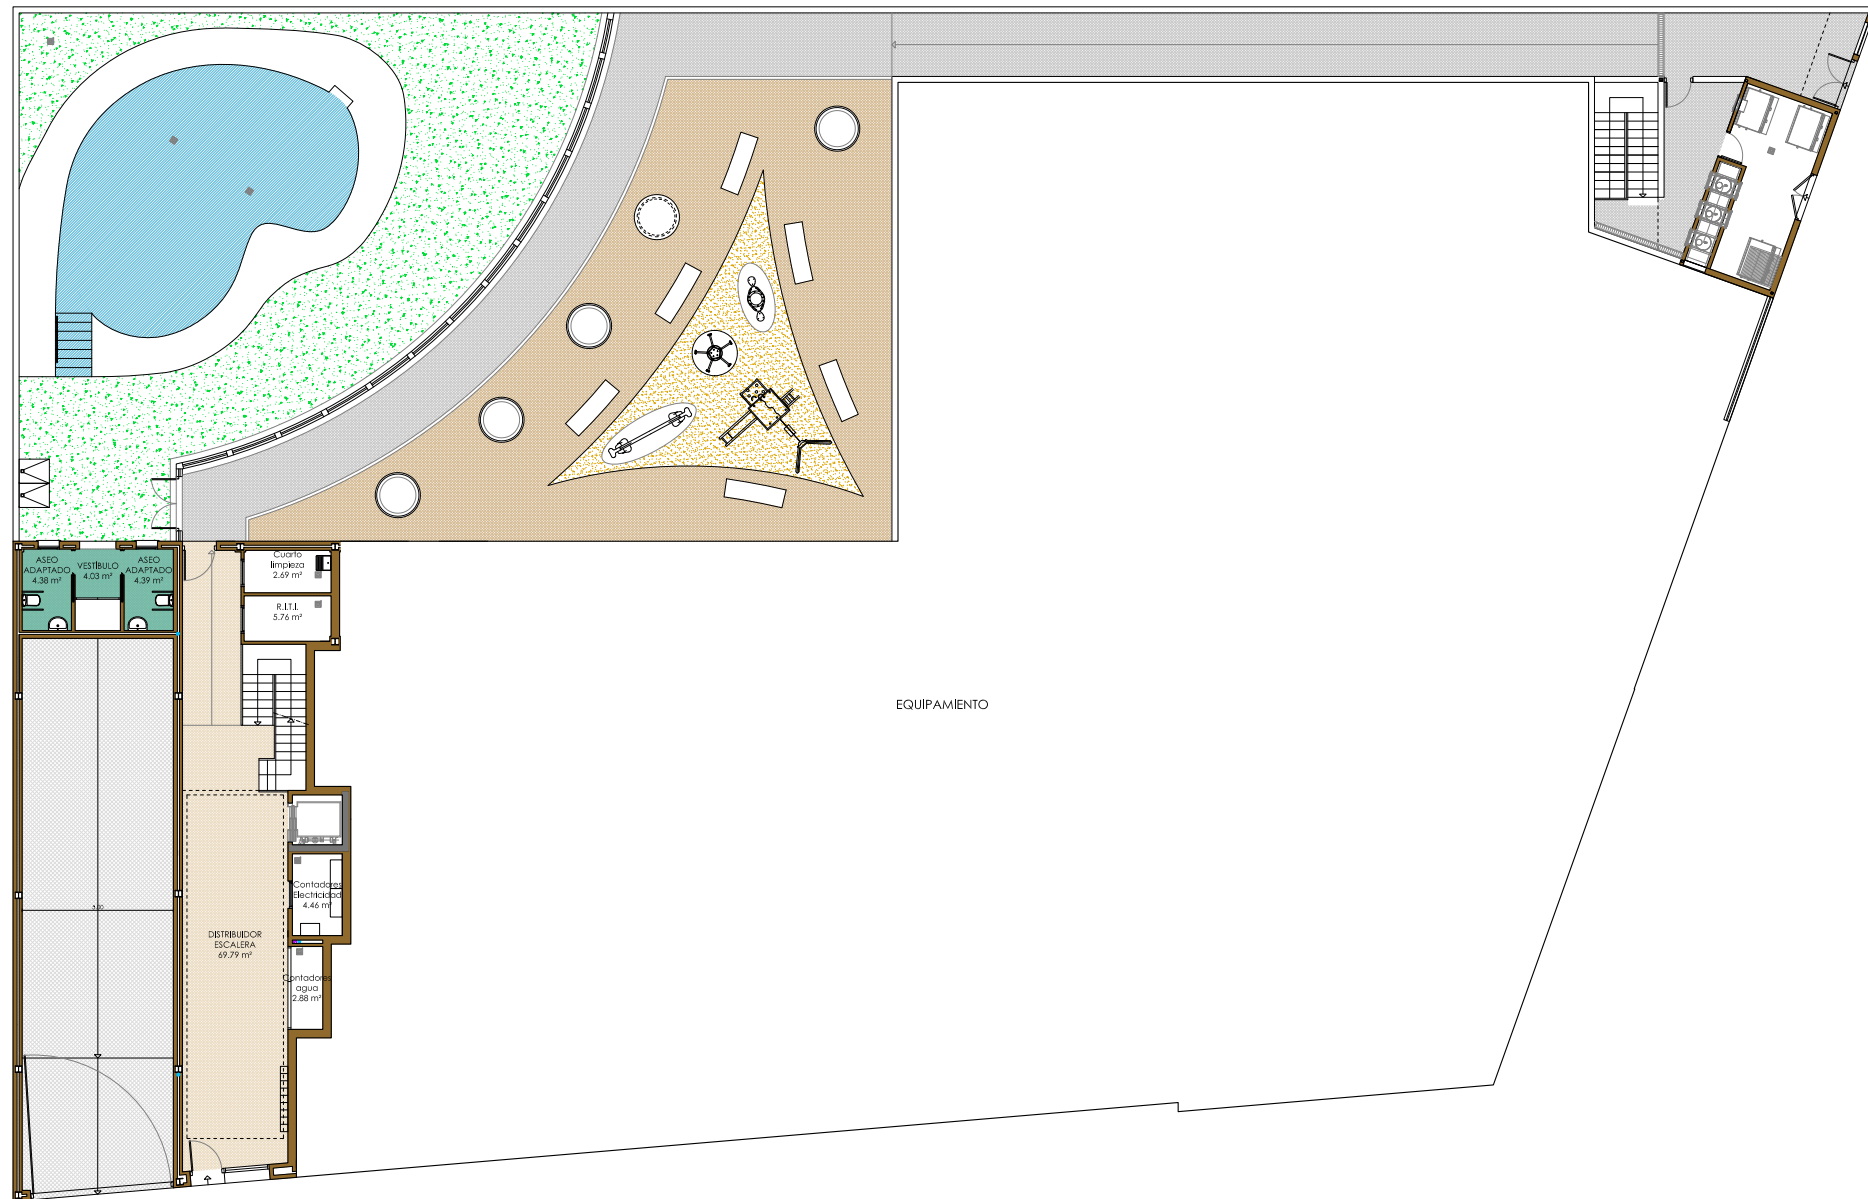 ASEO
ADAPTADO
4.38 m²
VESTÍBULO
4.03 m²
ASEO
ADAPTADO
4.39 m²
Cuarto
limpieza
2.69 m²
R.I.T.I.
5.76 m²
EQUIPAMIENTO
Contadores
Electricidad
4.46 m²
5.00
DISTRIBUIDOR
ESCALERA
69.79 m²
Contadores
agua
2.88 m²